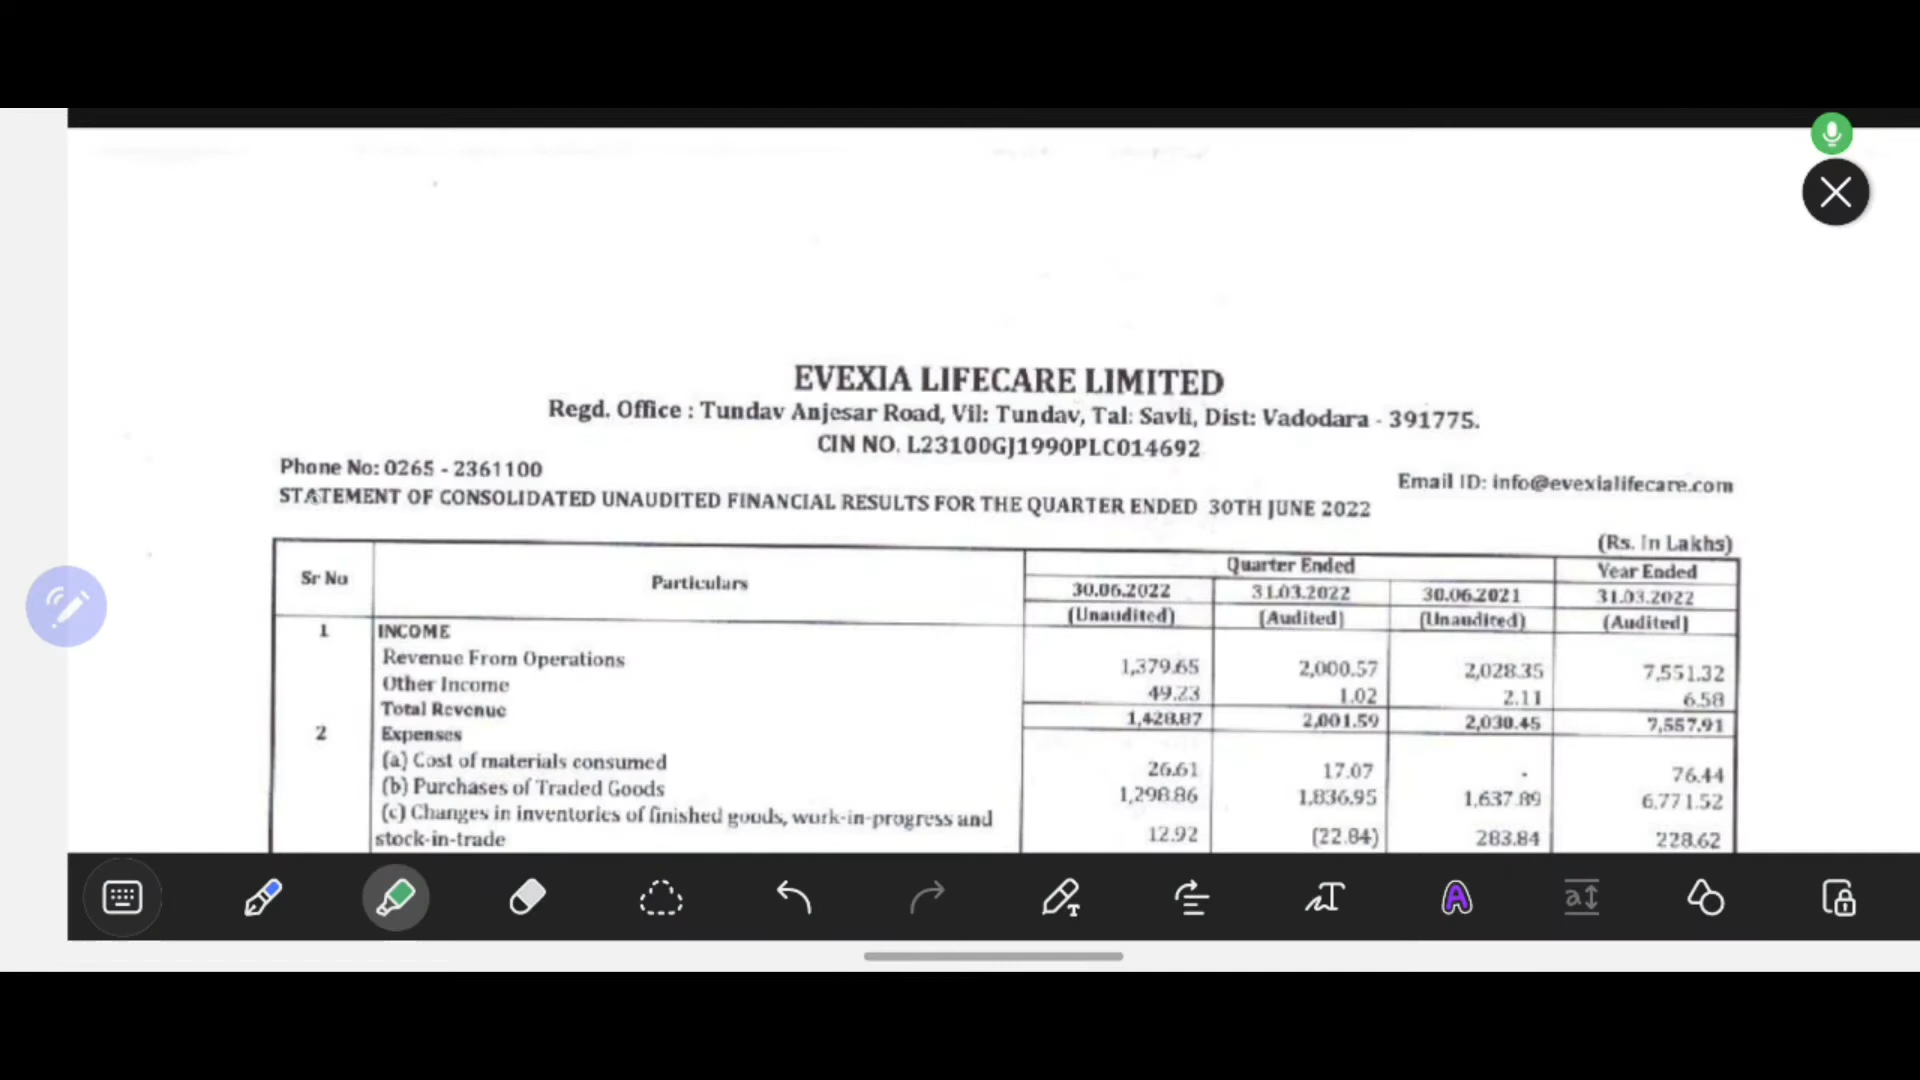 EVEXIA LIFECARE LIMITED
Regd. Office : Tundav Anjesar Road, Vil: Tundav, Tal: Savli, Dist: Vadodara - 391775.
CIN NO. L23100GJ1990PLC014692
Phone No: 0265 - 2361100
Email ID: info@evexialifecare.com
STATEMENT OF CONSOLIDATED UNAUDITED FINANCIAL RESULTS FOR THE QUARTER ENDED 30TH JUNE 2022
(Rs. In Lakhs)
Sr No Particulars Quarter Ended Year Ended
30.06.2022 31.03.2022 30.06.2021 31.03.2022
(Unaudited) (Audited) (Unaudited) (Audited)
1 INCOME
Revenue From Operations 1,379.65 2,000.57 2,028.35 7,551.32
Other Income 49.23 1.02 2.11 6.58
Total Revenue 1,428.87 2,001.59 2,030.45 7,557.91
2 Expenses
(a) Cost of materials consumed 26.61 17.07 - 76.44
(b) Purchases of Traded Goods 1,298.86 1,836.95 1,637.89 6,771.52
(c) Changes in inventories of finished goods, work-in-progress and
stock-in-trade 12.92 (22.84) 283.84 228.62